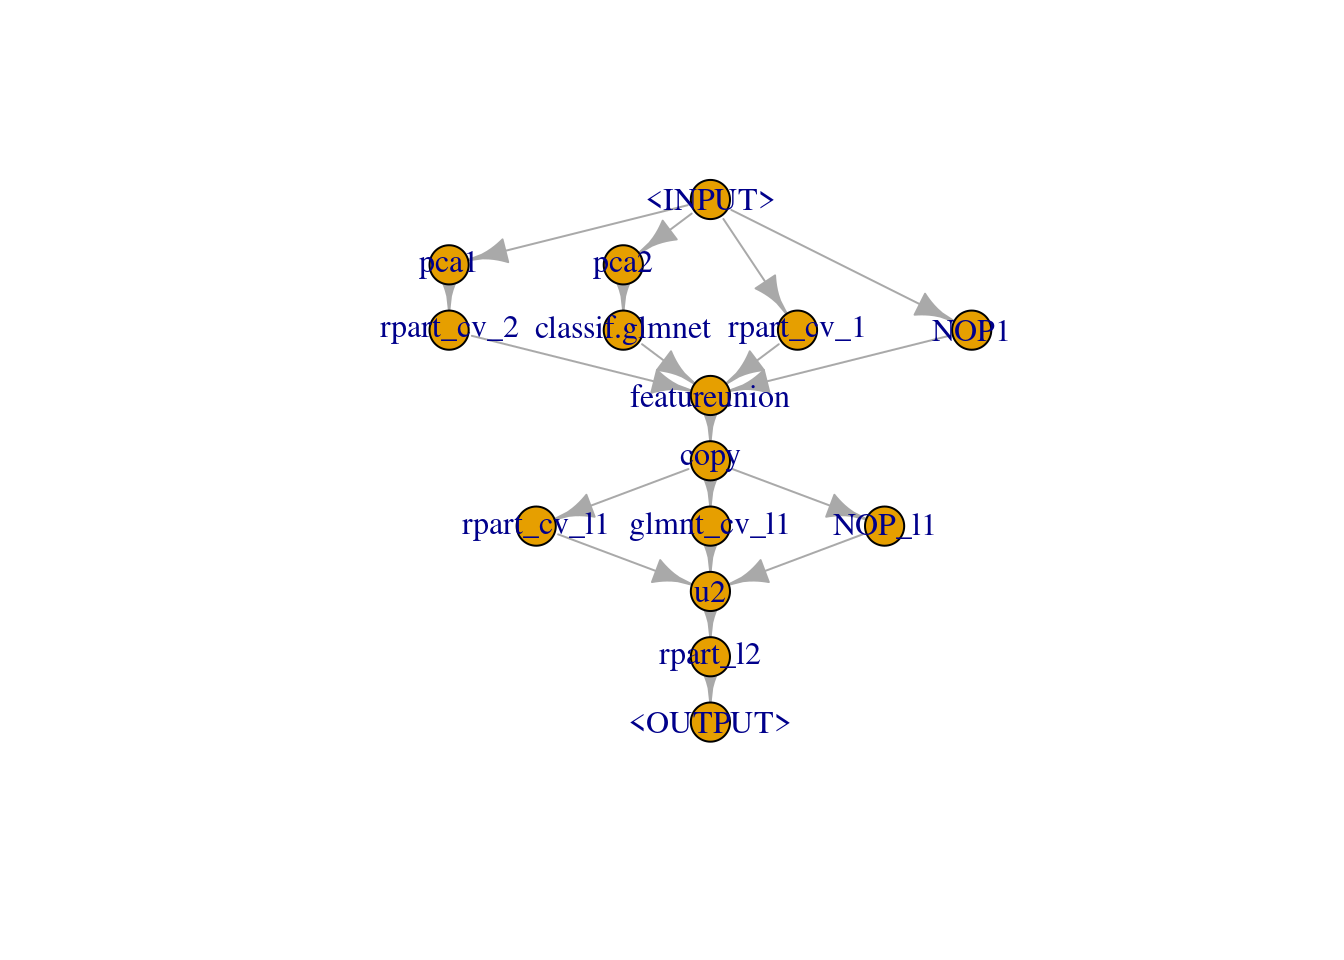 <INPUT>
pca1
pca2
rpart_cv_2
classif.glmnet
rpart_cv_1
NOP1
featureunion
copy
rpart_cv_l1
glmnt_cv_l1
NOP_l1
u2
rpart_l2
<OUTPUT>